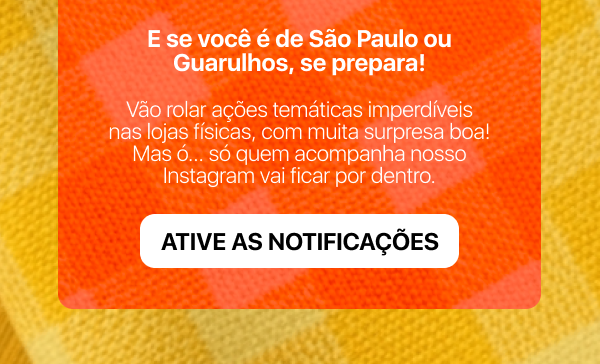 E se você é de São Paulo ou
Guarulhos, se prepara!
Vão rolar ações temáticas imperdíveis
nas lojas físicas, com muita surpresa boa!
Mas ó... só quem acompanha nosso
Instagram vai ficar por dentro.
ATIVE AS NOTIFICAÇÕES